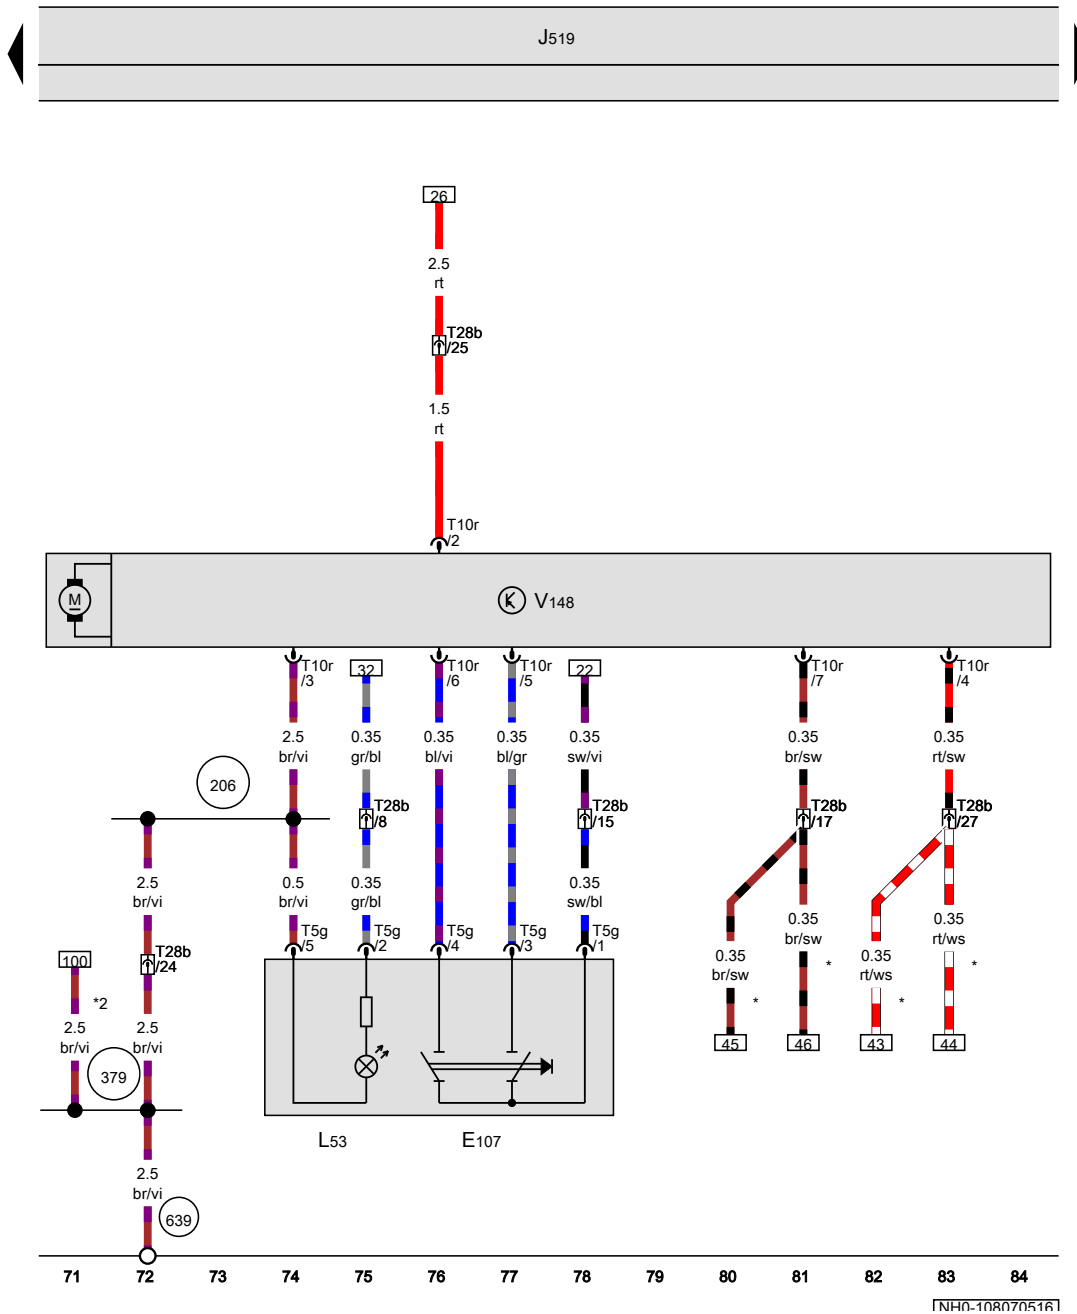 J519
26
2.5
rt
T28b
/25
1.5
rt
T10r
/2
M
V148
T10r
/3
32
T10r
/6
T10r
/5
22
T10r
/7
T10r
/4
2.5
br/vi
0.35
gr/bl
0.35
bl/vi
0.35
bl/gr
0.35
sw/vi
0.35
br/sw
0.35
rt/sw
206
T28b
/8
T28b
/15
T28b
/17
T28b
/27
2.5
br/vi
0.5
br/vi
0.35
gr/bl
0.35
sw/bl
0.35
br/sw
*
0.35
rt/ws
*
T5g
/5
T5g
/2
T5g
/4
T5g
/3
T5g
/1
100
T28b
/24
0.35
br/sw
*
0.35
rt/ws
*
*2
2.5
br/vi
2.5
br/vi
45
46
43
44
379
L53
E107
2.5
br/vi
639
71 72 73 74 75 76 77 78 79 80 81 82 83 84
NH0-108070516